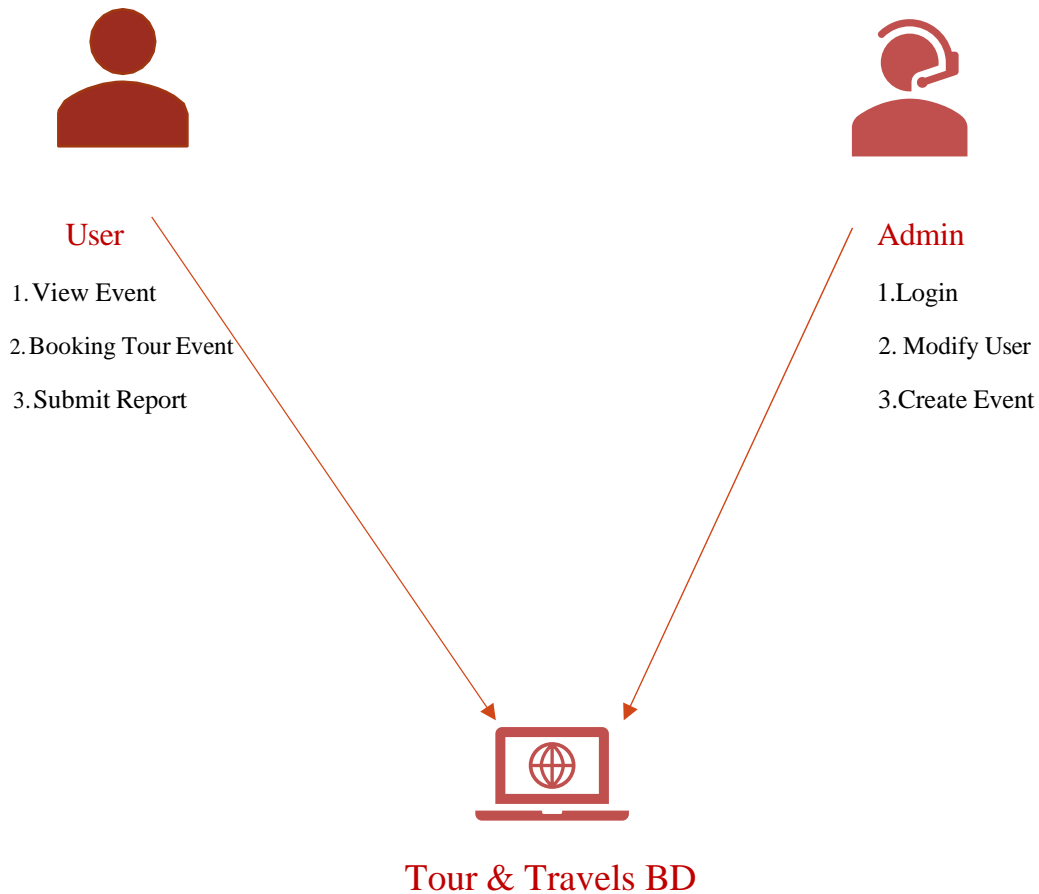 User
1.View Event
2.Booking Tour Event
3.Submit Report
Admin
1.Login
2. Modify User
3.Create Event
Tour & Travels BD